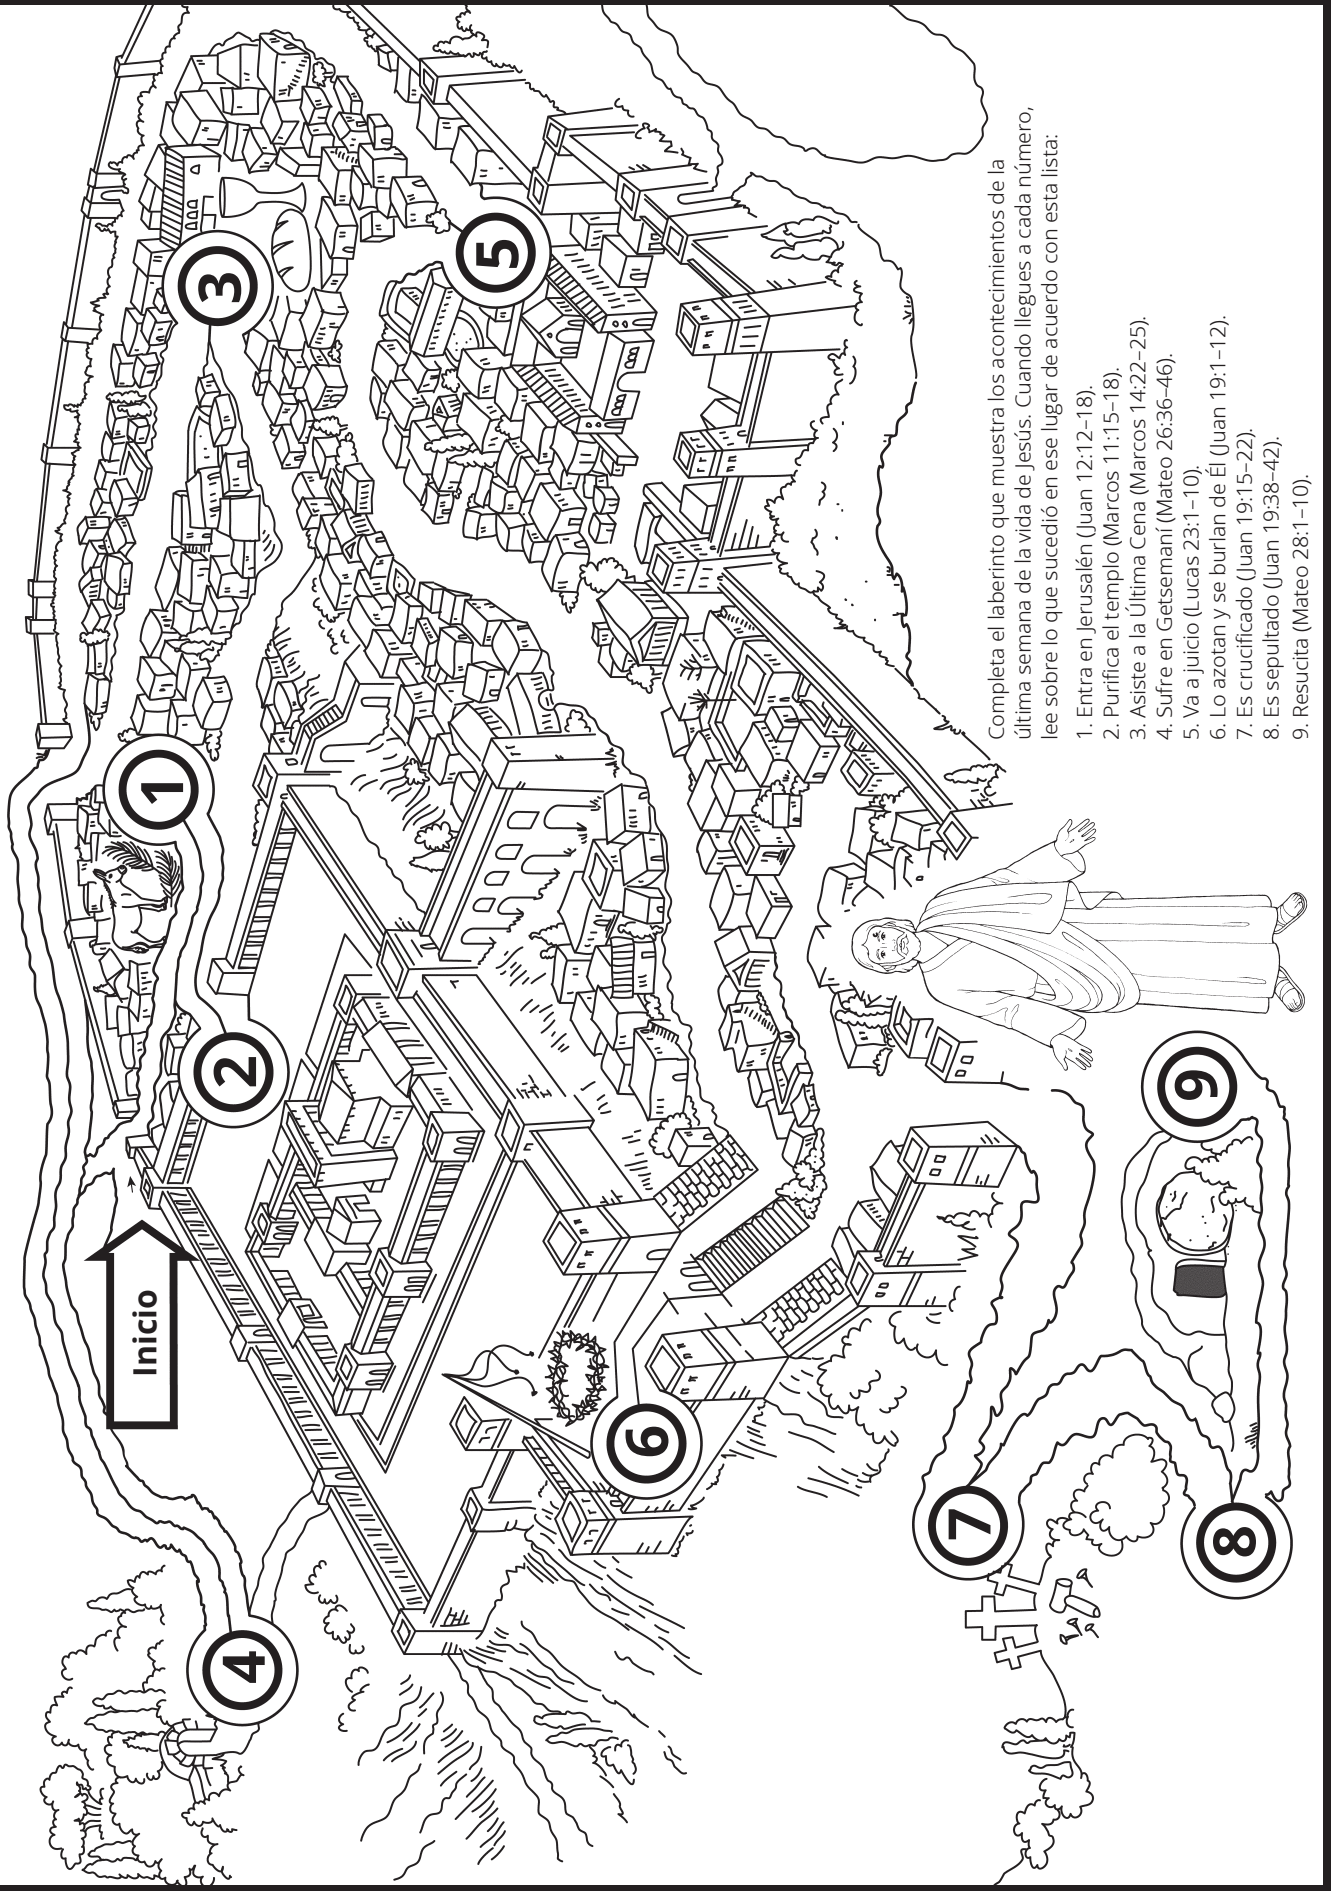 Inicio
1
2
3
4
5
6
7
8
9
Completa el laberinto que muestra los acontecimientos de la
última semana de la vida de Jesús. Cuando llegues a cada número,
lee sobre lo que sucedió en ese lugar de acuerdo con esta lista:
1. Entra en Jerusalén (Juan 12:12–18).
2. Purifica el templo (Marcos 11:15–18).
3. Asiste a la Última Cena (Marcos 14:22–25).
4. Sufre en Getsemaní (Mateo 26:36–46).
5. Va a juicio (Lucas 23:1–10).
6. Lo azotan y se burlan de Él (Juan 19:1–12).
7. Es crucificado (Juan 19:15–22).
8. Es sepultado (Juan 19:38–42).
9. Resucita (Mateo 28:1–10).